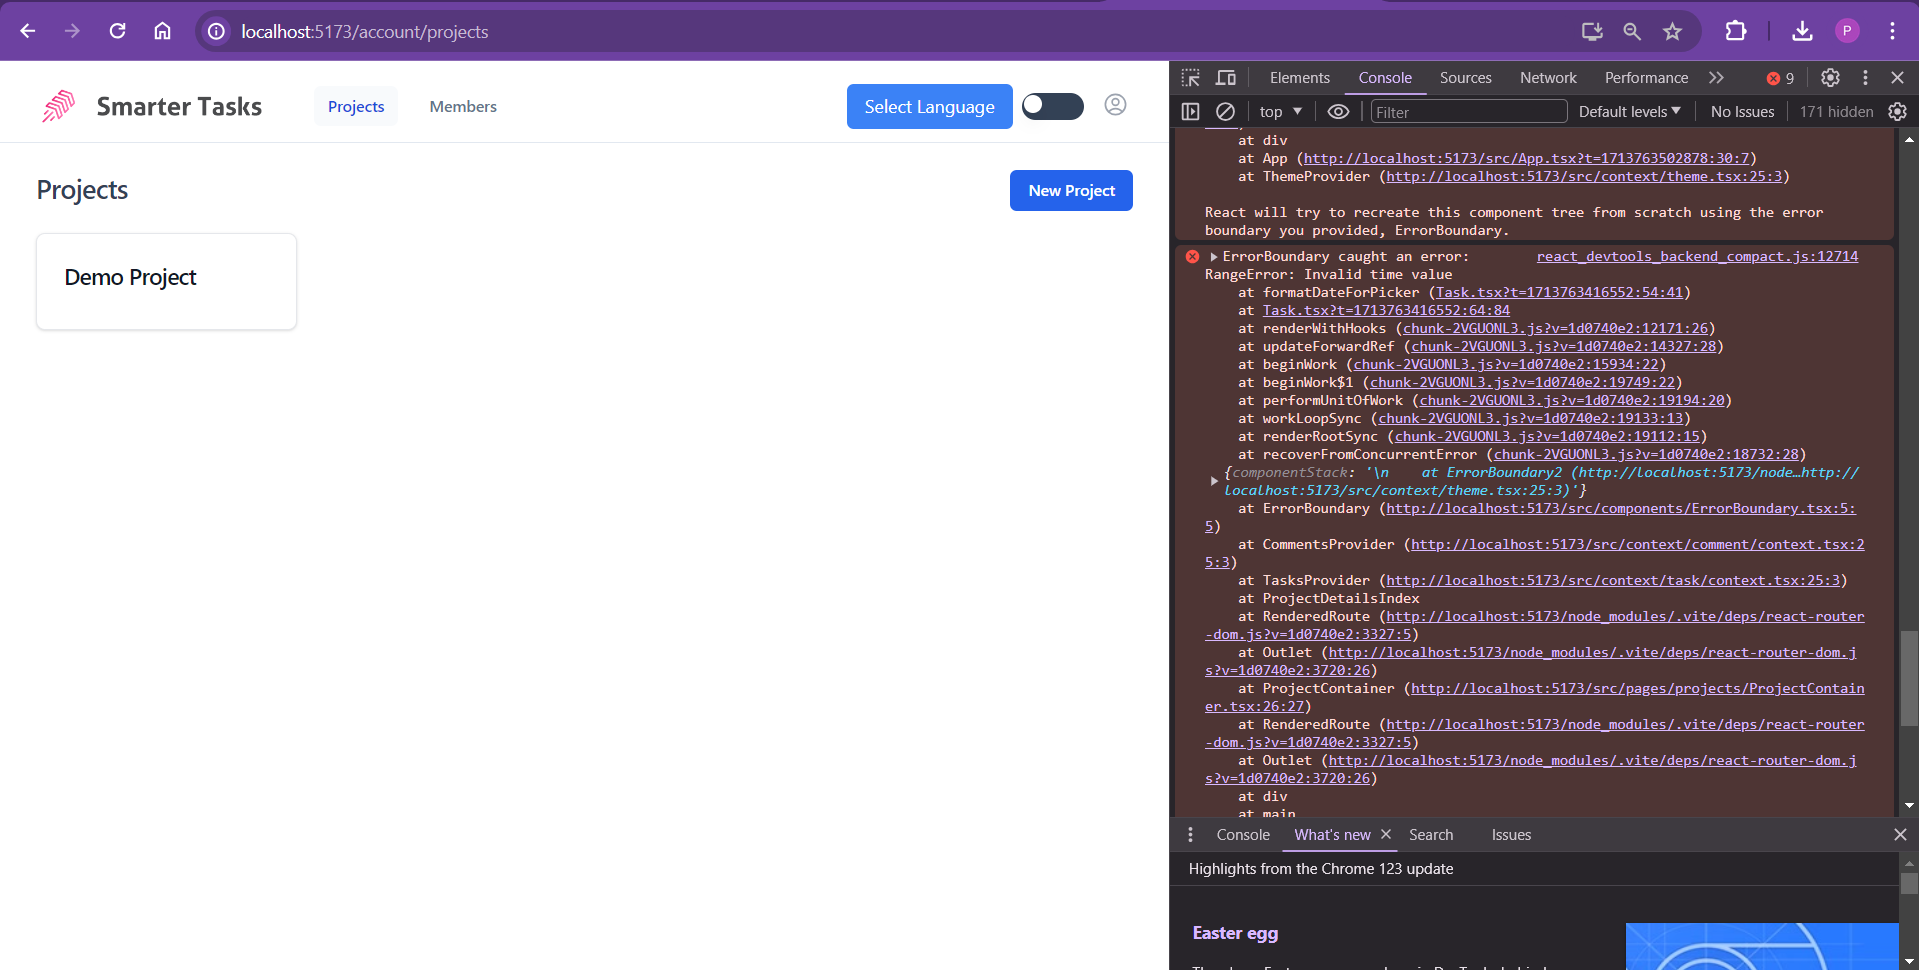 localhost:5173/account/projects
P
Smarter Tasks
Projects
Members
Select Language
Projects
New Project
Demo Project
Elements
Console
Sources
Network
Performance
9
top
Filter
Default levels
No Issues
171 hidden
at div
at App (http://localhost:5173/src/App.tsx?t=1713763502878:30:7)
at ThemeProvider (http://localhost:5173/src/context/theme.tsx:25:3)
React will try to recreate this component tree from scratch using the error
boundary you provided, ErrorBoundary.
ErrorBoundary caught an error: react_devtools_backend_compact.js:12714
RangeError: Invalid time value
at formatDateForPicker (Task.tsx?t=1713763416552:54:41)
at Task.tsx?t=1713763416552:64:84
at renderWithHooks (chunk-2VGUONL3.js?v=1d0740e2:12171:26)
at updateForwardRef (chunk-2VGUONL3.js?v=1d0740e2:14327:28)
at beginWork (chunk-2VGUONL3.js?v=1d0740e2:15934:22)
at beginWork$1 (chunk-2VGUONL3.js?v=1d0740e2:19749:22)
at performUnitOfWork (chunk-2VGUONL3.js?v=1d0740e2:19194:20)
at workLoopSync (chunk-2VGUONL3.js?v=1d0740e2:19133:13)
at renderRootSync (chunk-2VGUONL3.js?v=1d0740e2:19112:15)
at recoverFromConcurrentError (chunk-2VGUONL3.js?v=1d0740e2:18732:28)
{componentStack: '\n    at ErrorBoundary2 (http://localhost:5173/node…http://
localhost:5173/src/context/theme.tsx:25:3)'}
at ErrorBoundary (http://localhost:5173/src/components/ErrorBoundary.tsx:5:
5)
at CommentsProvider (http://localhost:5173/src/context/comment/context.tsx:2
5:3)
at TasksProvider (http://localhost:5173/src/context/task/context.tsx:25:3)
at ProjectDetailsIndex
at RenderedRoute (http://localhost:5173/node_modules/.vite/deps/react-router
-dom.js?v=1d0740e2:3327:5)
at Outlet (http://localhost:5173/node_modules/.vite/deps/react-router-dom.j
s?v=1d0740e2:3720:26)
at ProjectContainer (http://localhost:5173/src/pages/projects/ProjectContain
er.tsx:26:27)
at RenderedRoute (http://localhost:5173/node_modules/.vite/deps/react-router
-dom.js?v=1d0740e2:3327:5)
at Outlet (http://localhost:5173/node_modules/.vite/deps/react-router-dom.j
s?v=1d0740e2:3720:26)
at div
at main
Console
What's new
Search
Issues
Highlights from the Chrome 123 update
Easter egg